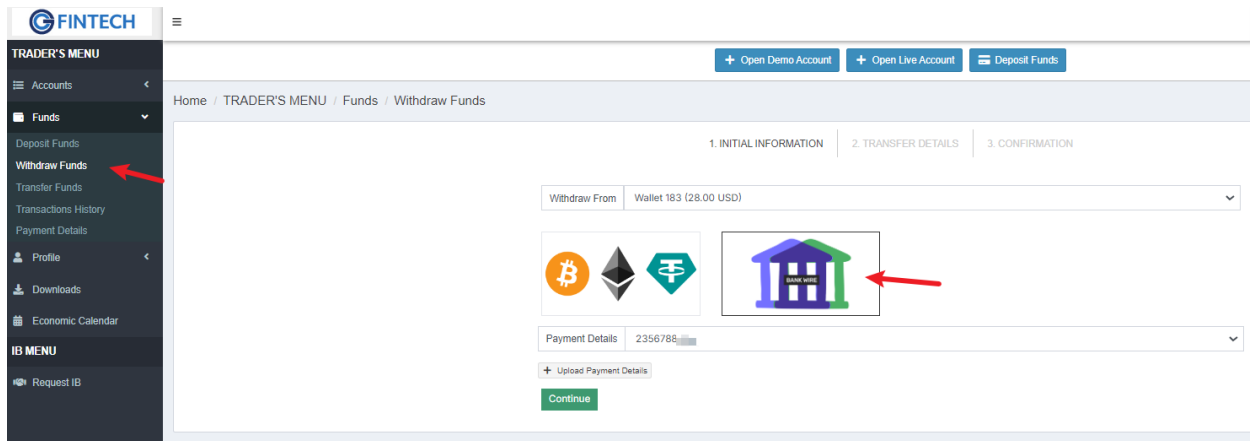 GFINTECH
TRADER'S MENU
Accounts
Funds
Deposit Funds
Withdraw Funds
Transfer Funds
Transactions History
Payment Details
Profile
Downloads
Economic Calendar
IB MENU
Request IB
+ Open Demo Account
+ Open Live Account
Deposit Funds
Home / TRADER'S MENU / Funds / Withdraw Funds
1. INITIAL INFORMATION
2. TRANSFER DETAILS
3. CONFIRMATION
Withdraw From Wallet 183 (28.00 USD)
BANK WIRE
Payment Details 2356788
+ Upload Payment Details
Continue